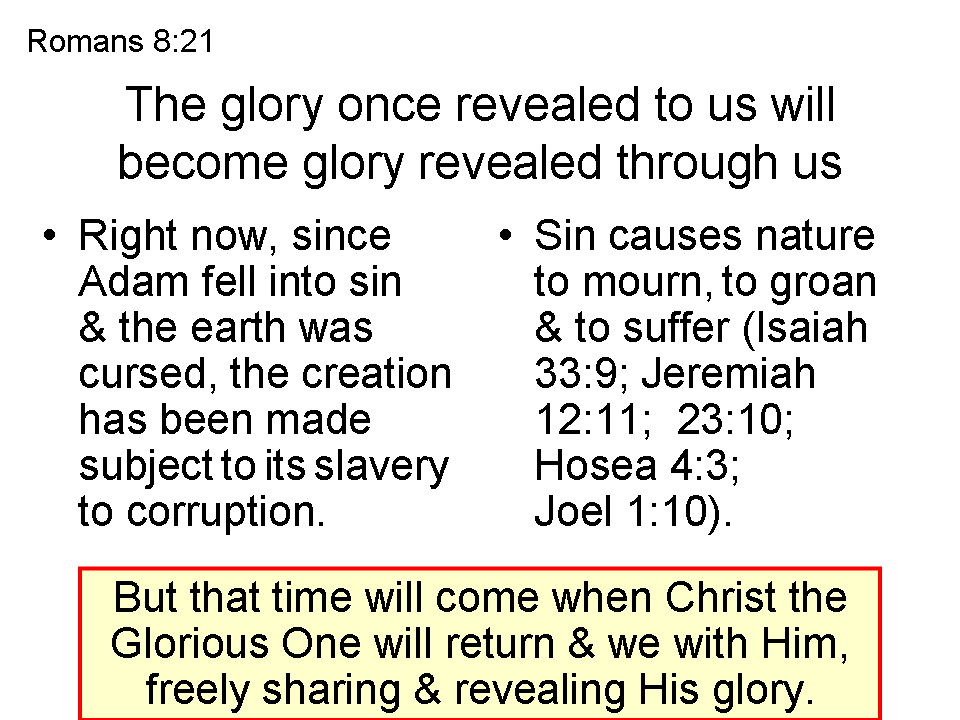 Romans 8:21
The glory once revealed to us will
become glory revealed through us
• Right now, since
Adam fell into sin
& the earth was
cursed, the creation
has been made
subject to its slavery
to corruption.
• Sin causes nature
to mourn, to groan
& to suffer (Isaiah
33:9; Jeremiah
12:11;  23:10;
Hosea 4:3;
Joel 1:10).
But that time will come when Christ the
Glorious One will return & we with Him,
freely sharing & revealing His glory.